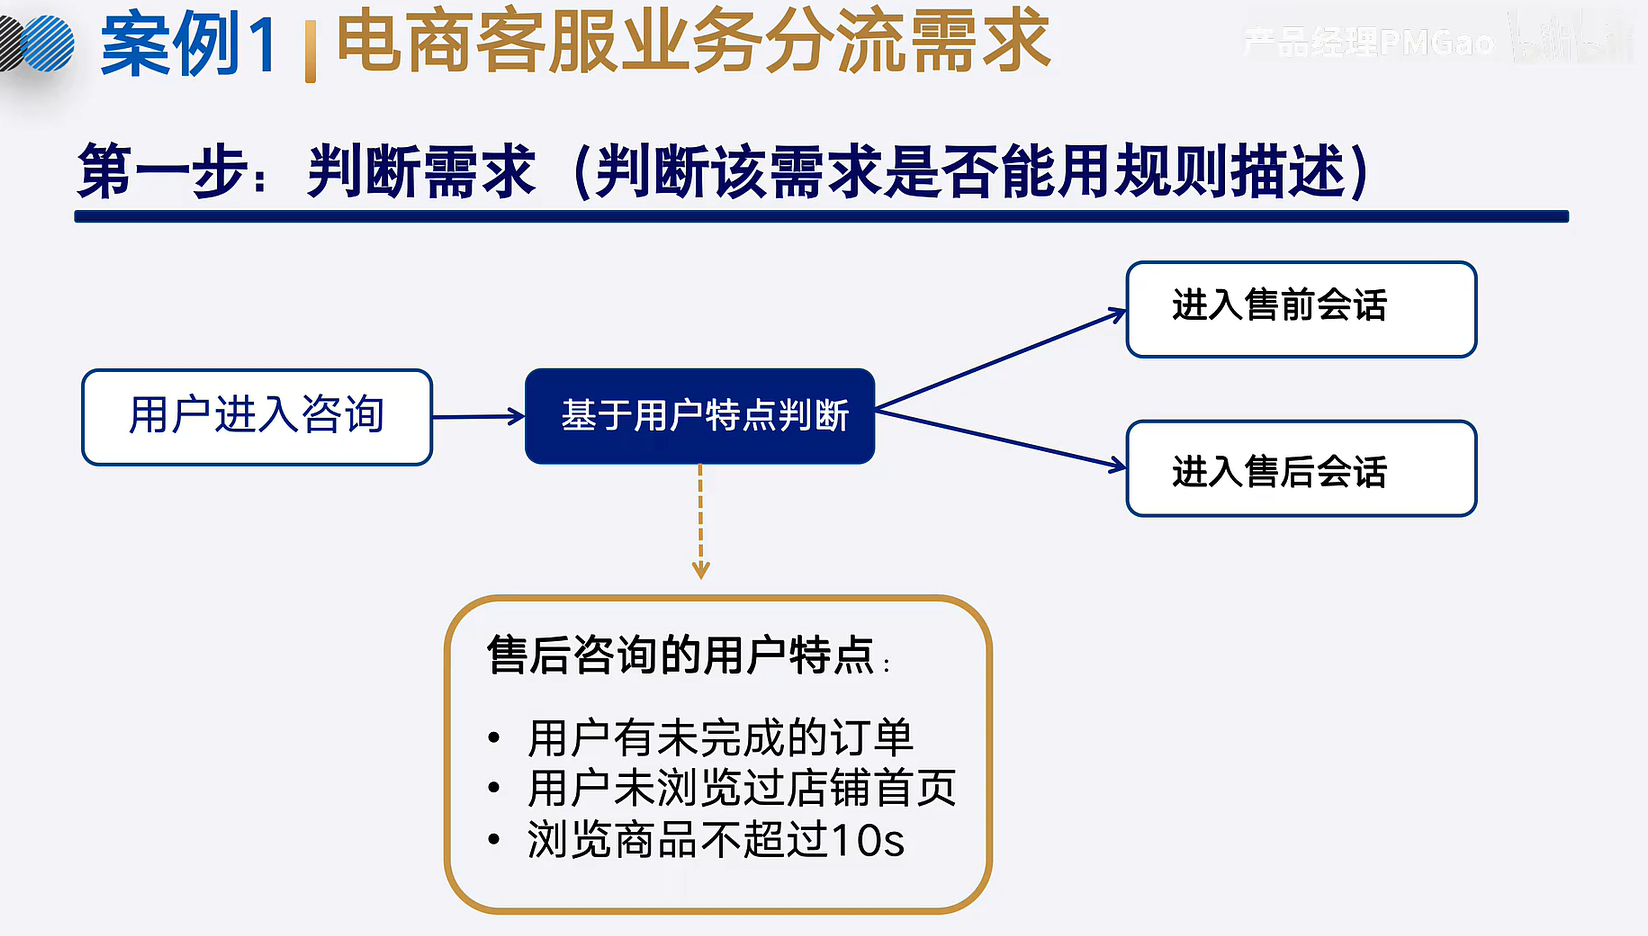 案例1 电商客服业务分流需求
产品经理PMGao bilibili
第一步：判断需求（判断该需求是否能用规则描述）
进入售前会话
用户进入咨询
基于用户特点判断
进入售后会话
售后咨询的用户特点：
• 用户有未完成的订单
• 用户未浏览过店铺首页
• 浏览商品不超过10s